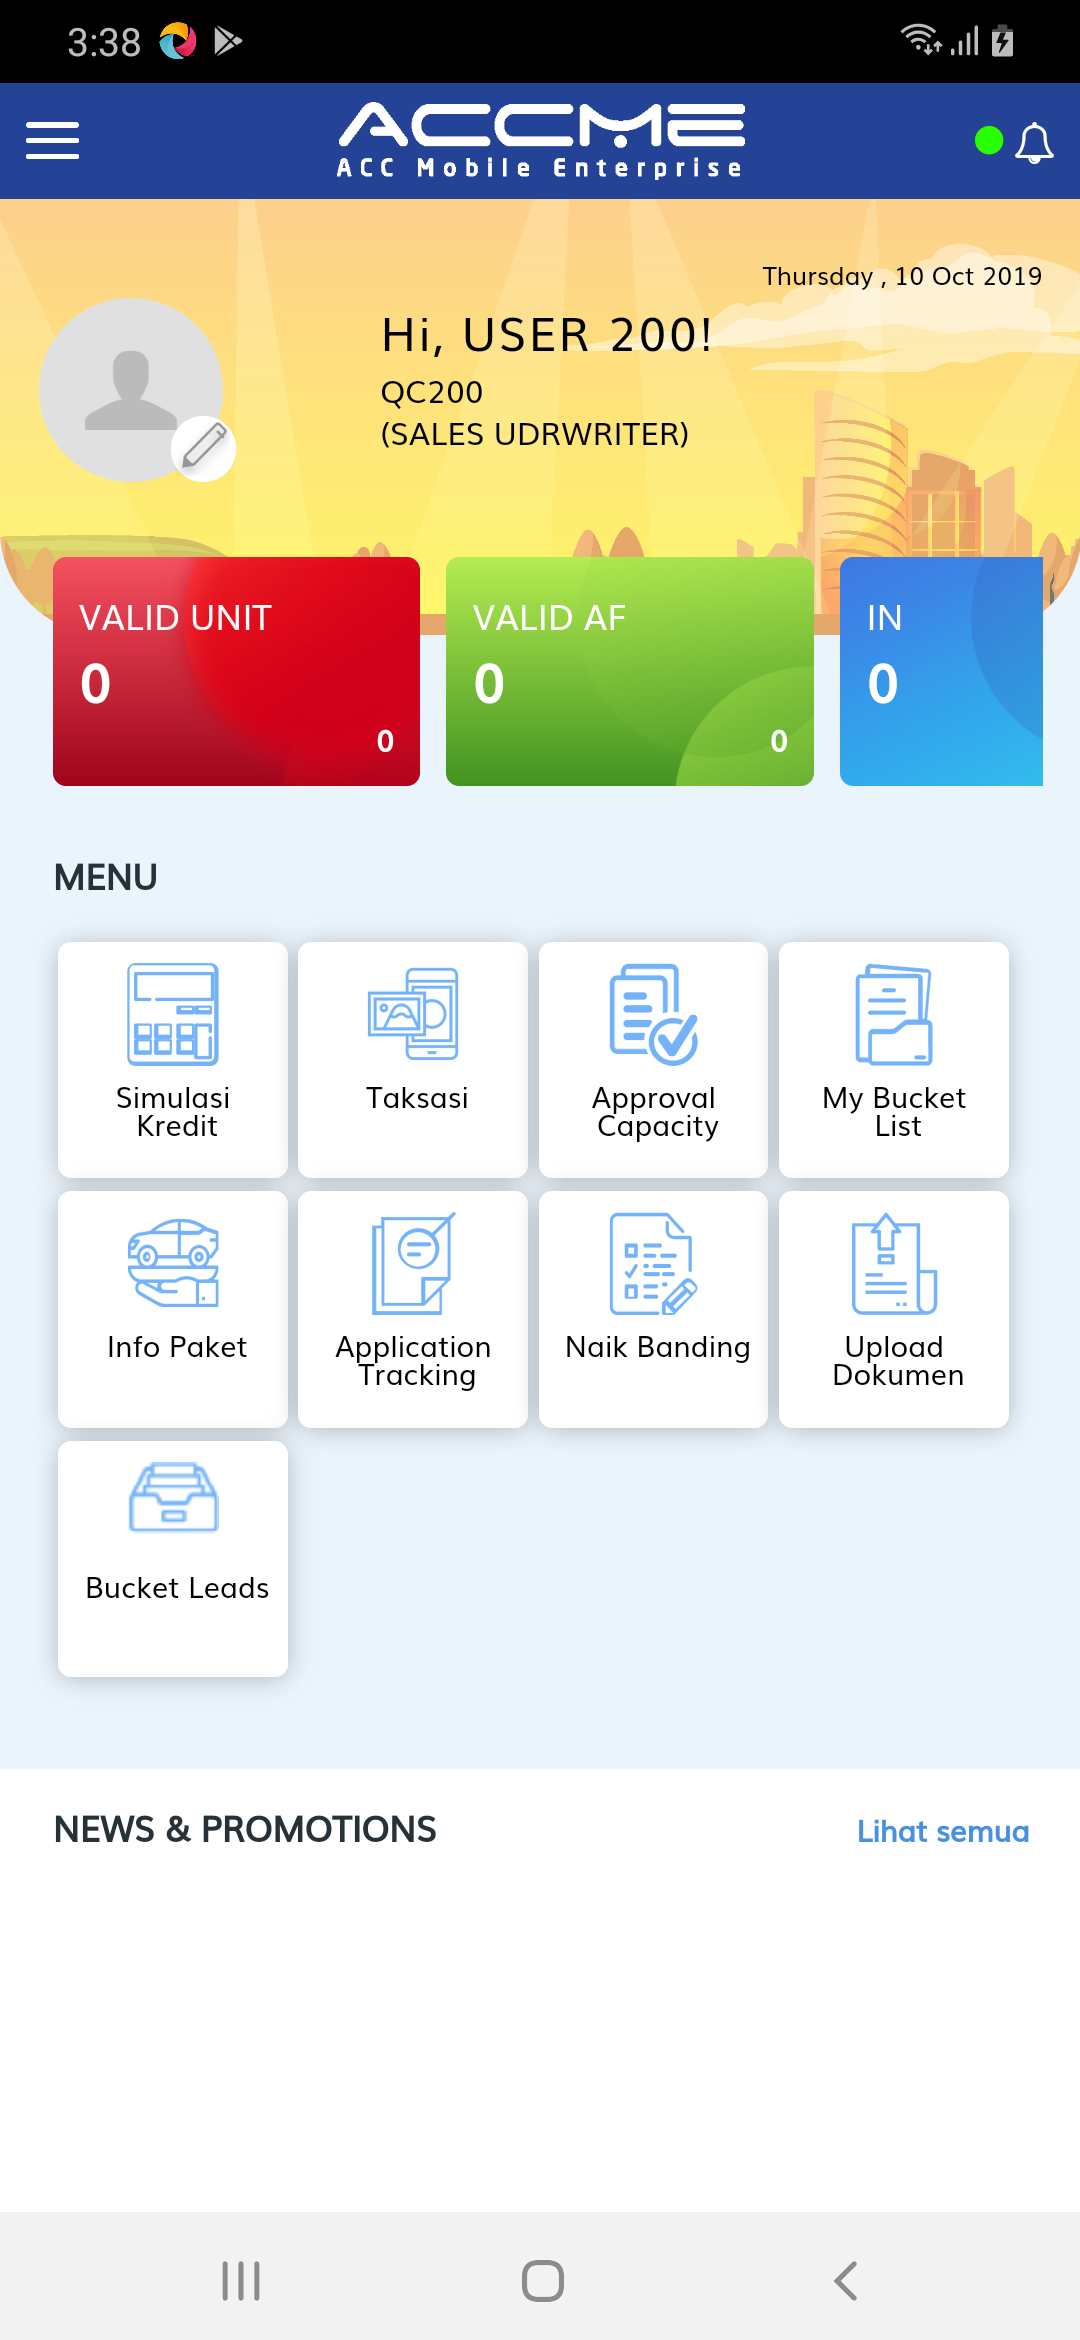 3:38
ACCME
ACC Mobile Enterprise
Thursday , 10 Oct 2019
Hi, USER 200!
QC200
(SALES UDRWRITER)
VALID UNIT
0
0
VALID AF
0
0
IN
0
MENU
Simulasi
Kredit
Taksasi
Approval
Capacity
My Bucket
List
Info Paket
Application
Tracking
Naik Banding
Upload
Dokumen
Bucket Leads
NEWS & PROMOTIONS
Lihat semua